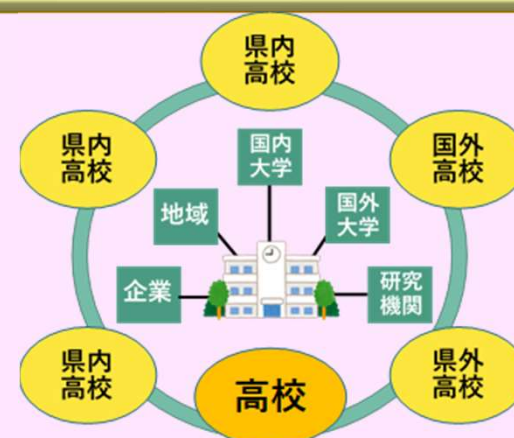 県内
高校
県内
高校
国外
高校
国内
大学
地域
国外
大学
企業
研究
機関
県内
高校
高校
県外
高校